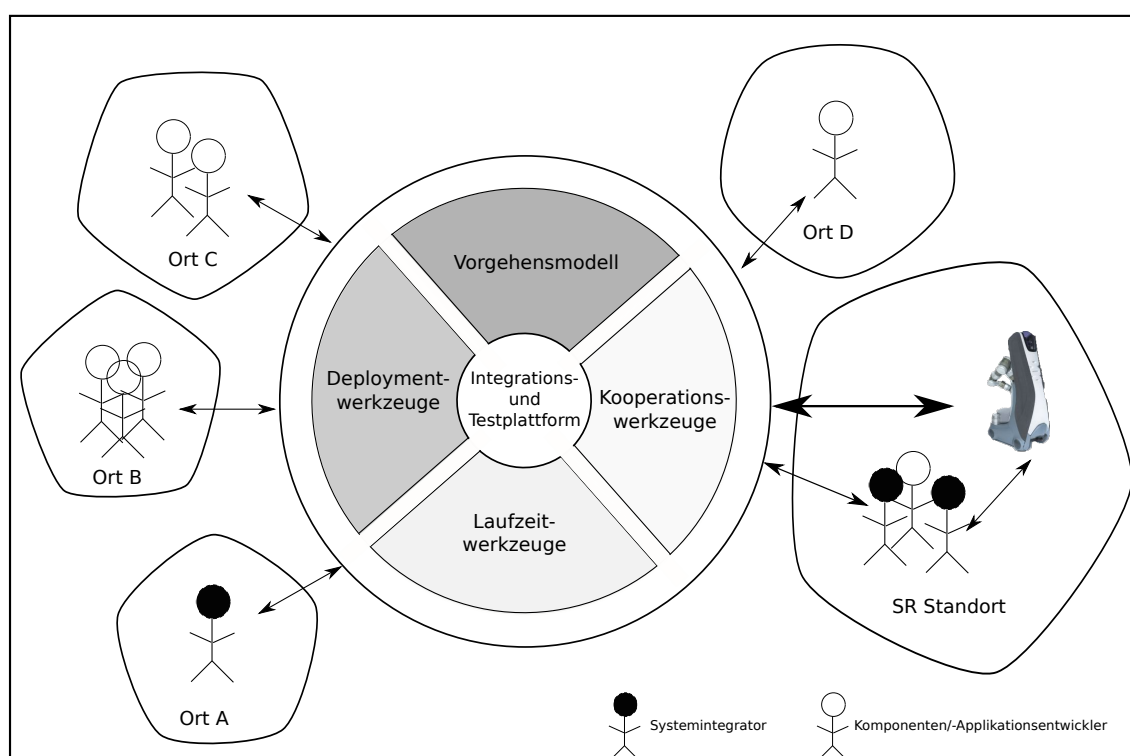 Ort C
Ort D
Vorgehensmodell
Deployment-
werkzeuge
Integrations-
und
Testplattform
Kooperations-
werkzeuge
Ort B
Laufzeit-
werkzeuge
SR Standort
Ort A
Systemintegrator
Komponenten/-Applikationsentwickler